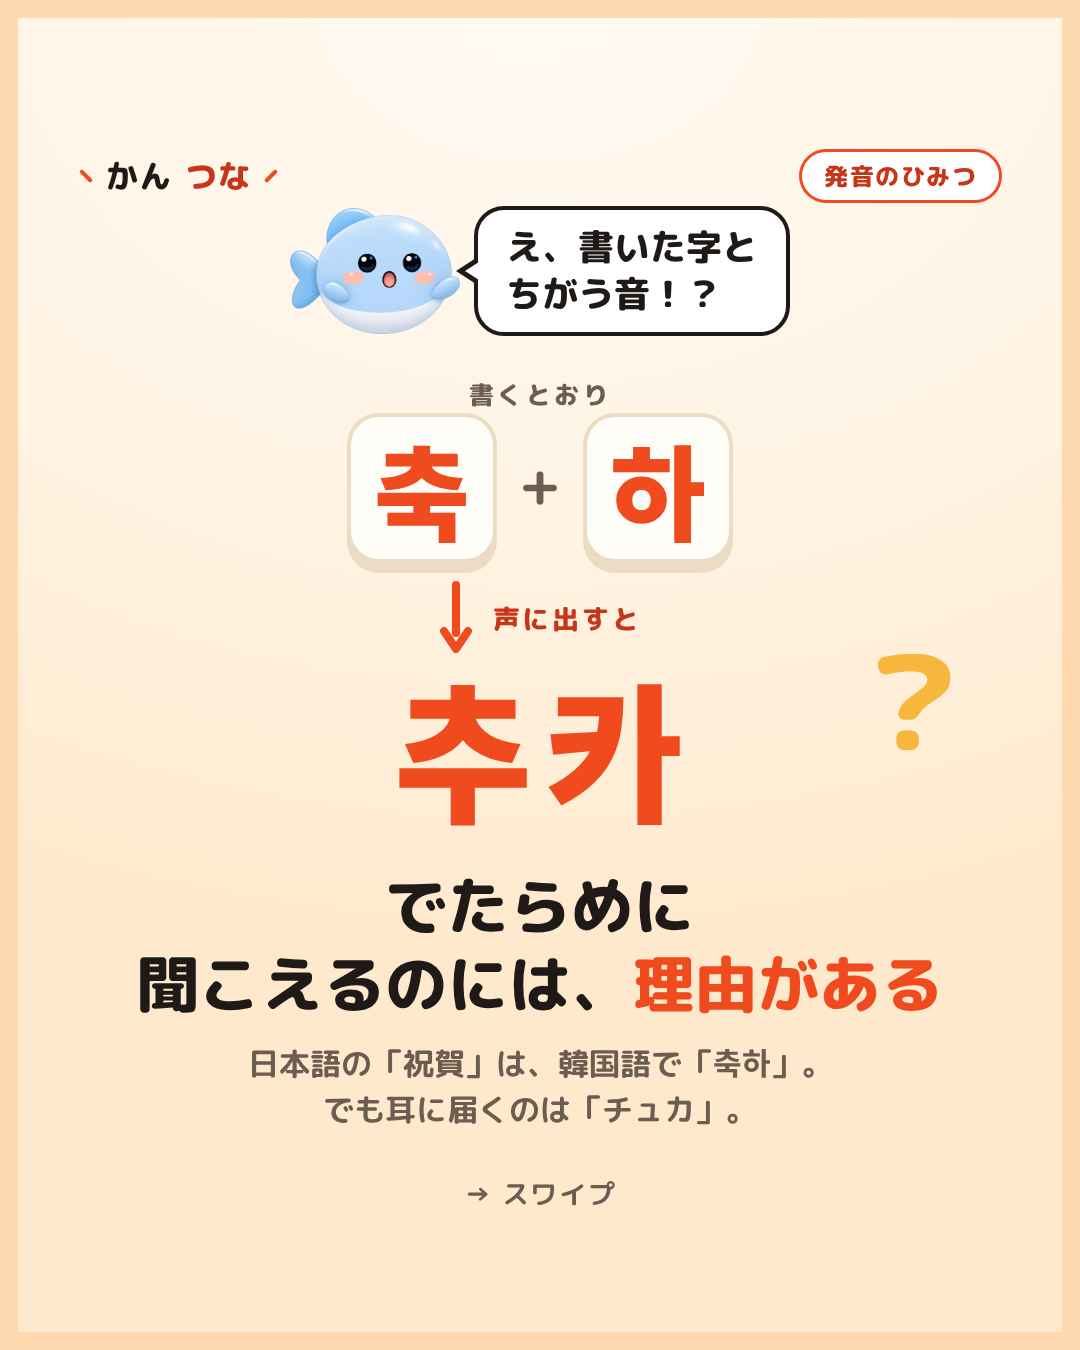 かん つな
発音のひみつ
え、書いた字と
ちがう音！？
書くとおり
축 + 하
声に出すと
추카
?
でたらめに
聞こえるのには、理由がある
日本語の「祝賀」は、韓国語で「축하」。
でも耳に届くのは「チュカ」。
→ スワイプ